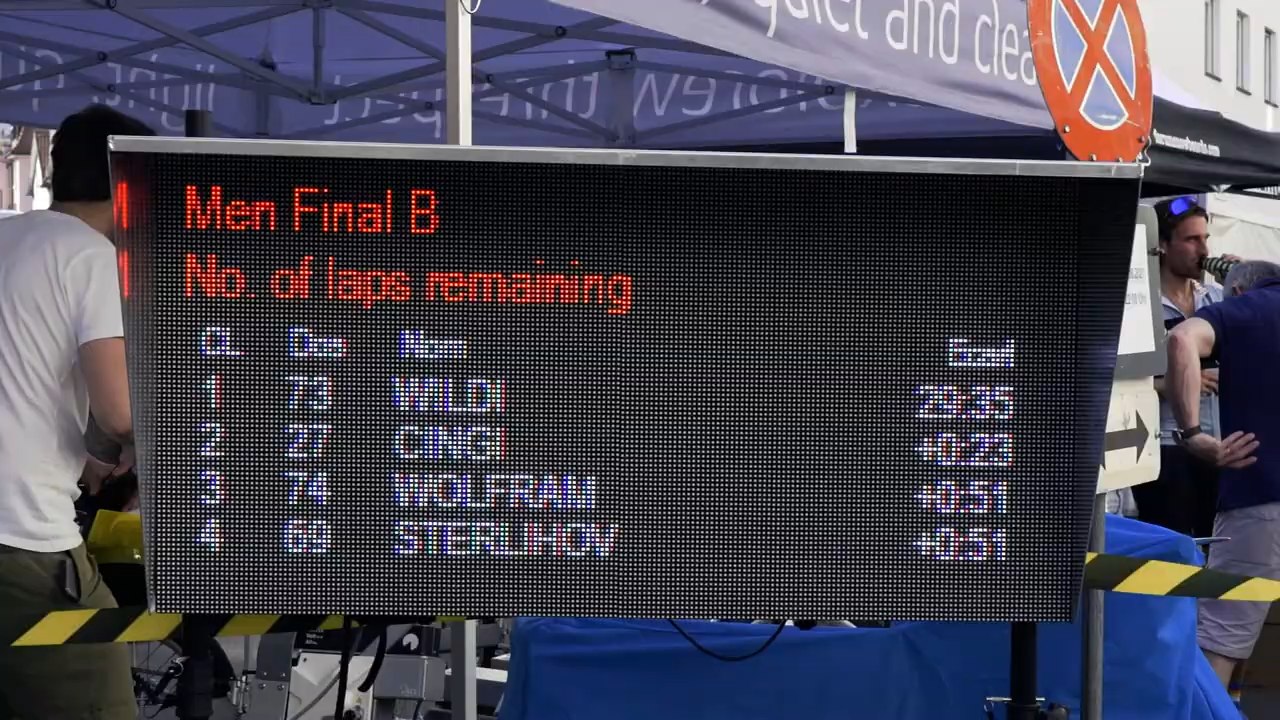 quiet and clea
Men Final B
No. of laps remaining
1 73 WILDI 29:35
2 27 CINGI +0:23
3 74 WOLFRAM +0:51
4 69 STERLIHOV +0:51